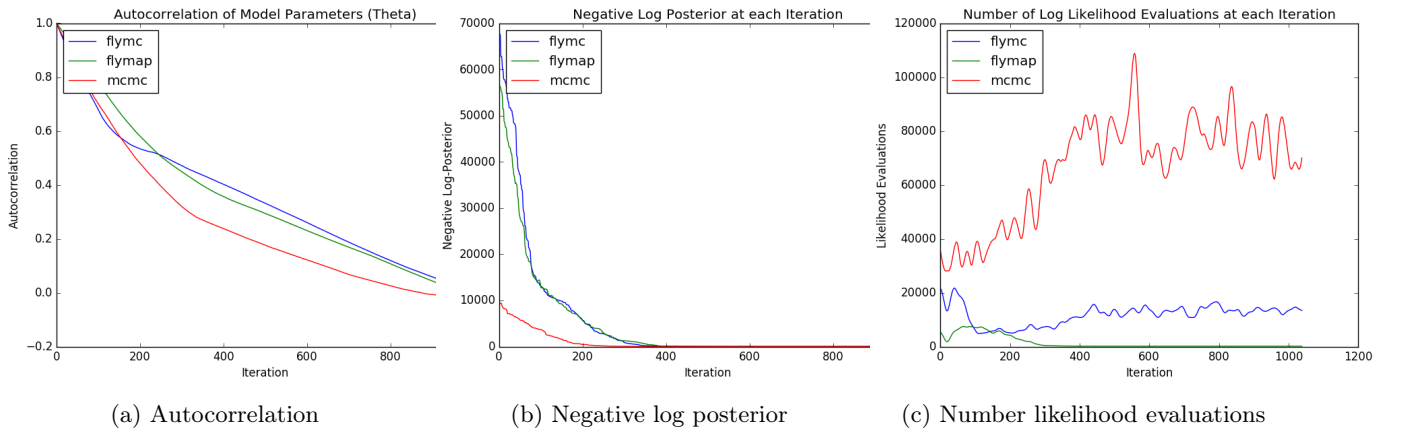 Autocorrelation of Model Parameters (Theta)
1.0
0.8
0.6
0.4
0.2
0.0
−0.2
Autocorrelation
flymc
flymap
mcmc
0
200
400
600
800
Iteration
(a) Autocorrelation
Negative Log Posterior at each Iteration
70000
60000
50000
40000
30000
20000
10000
0
Negative Log-Posterior
flymc
flymap
mcmc
0
200
400
600
800
Iteration
(b) Negative log posterior
Number of Log Likelihood Evaluations at each Iteration
120000
100000
80000
60000
40000
20000
0
Likelihood Evaluations
flymc
flymap
mcmc
0
200
400
600
800
1000
1200
Iteration
(c) Number likelihood evaluations